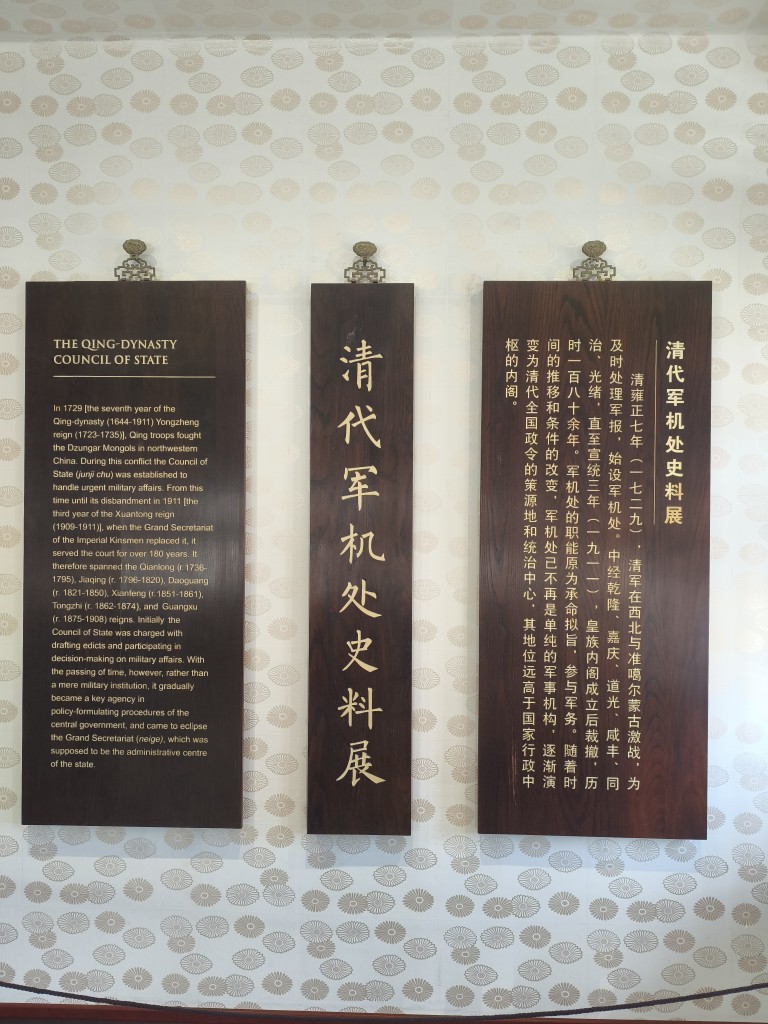 THE QING-DYNASTY
COUNCIL OF STATE
In 1729 [the seventh year of the
Qing-dynasty (1644-1911) Yongzheng
reign (1723-1735)], Qing troops fought
the Dzungar Mongols in northwestern
China. During this conflict the Council of
State (junji chu) was established to
handle urgent military affairs. From this
time until its disbandment in 1911 [the
third year of the Xuantong reign
(1909-1911)], when the Grand Secretariat
of the Imperial Kinsmen replaced it, it
served the court for over 180 years. It
therefore spanned the Qianlong (r.1736-
1795), Jiaqing (r. 1796-1820), Daoguang
(r. 1821-1850), Xianfeng (r.1851-1861),
Tongzhi (r. 1862-1874), and Guangxu
(r. 1875-1908) reigns. Initially the
Council of State was charged with
drafting edicts and participating in
decision-making on military affairs. With
the passing of time, however, rather than
a mere military institution, it gradually
became a key agency in
policy-formulating procedures of the
central government, and came to eclipse
the Grand Secretariat (neige), which was
supposed to be the administrative centre
of the state.
清代军机处史料展
清代军机处史料展
清雍正七年（一七二九），清军在西北与准噶尔蒙古激战，为
及时处理军报，始设军机处。中经乾隆、嘉庆、道光、咸丰、同
治、光绪，直至宣统三年（一九一一），皇族内阁成立后裁撤，历
时一百八十余年。军机处的职能原为承命拟旨，参与军务。随着时
间的推移和条件的改变，军机处已不再是单纯的军事机构，逐渐演
变为清代全国政令的策源地和统治中心，其地位远高于国家行政中
枢的内阁。